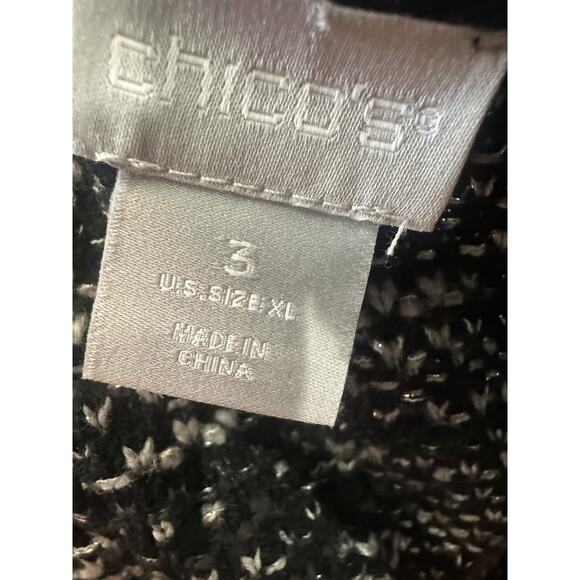 chico's®
3
U.S. SIZE XL
MADE IN
CHINA